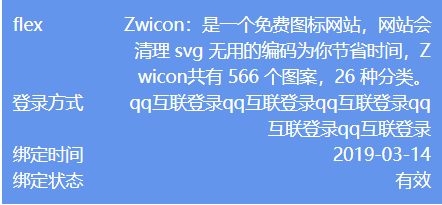 flex Zwicon：是一个免费图标网站，网站会
清理 svg 无用的编码为你节省时间，Z
wicon共有 566 个图案，26 种分类。
登录方式 qq互联登录qq互联登录qq互联登录qq
互联登录qq互联登录
绑定时间 2019-03-14
绑定状态 有效